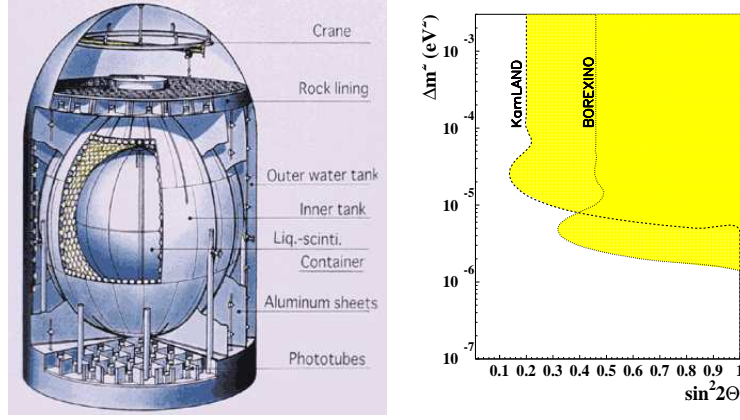 Crane
Rock lining
Outer water tank
Inner tank
Liq.-scinti.
Container
Aluminum sheets
Phototubes
Δm² (eV²)
10⁻³
10⁻⁴
10⁻⁵
10⁻⁶
10⁻⁷
KamLAND
BOREXINO
0.1 0.2 0.3 0.4 0.5 0.6 0.7 0.8 0.9 1
sin²2Θ